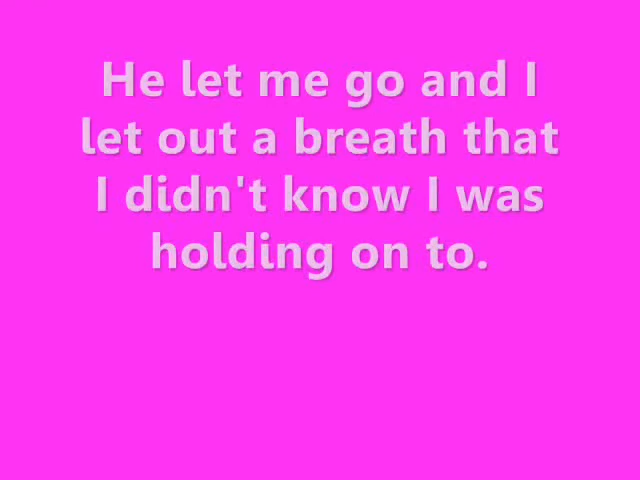 He let me go and I
let out a breath that
I didn't know I was
holding on to.